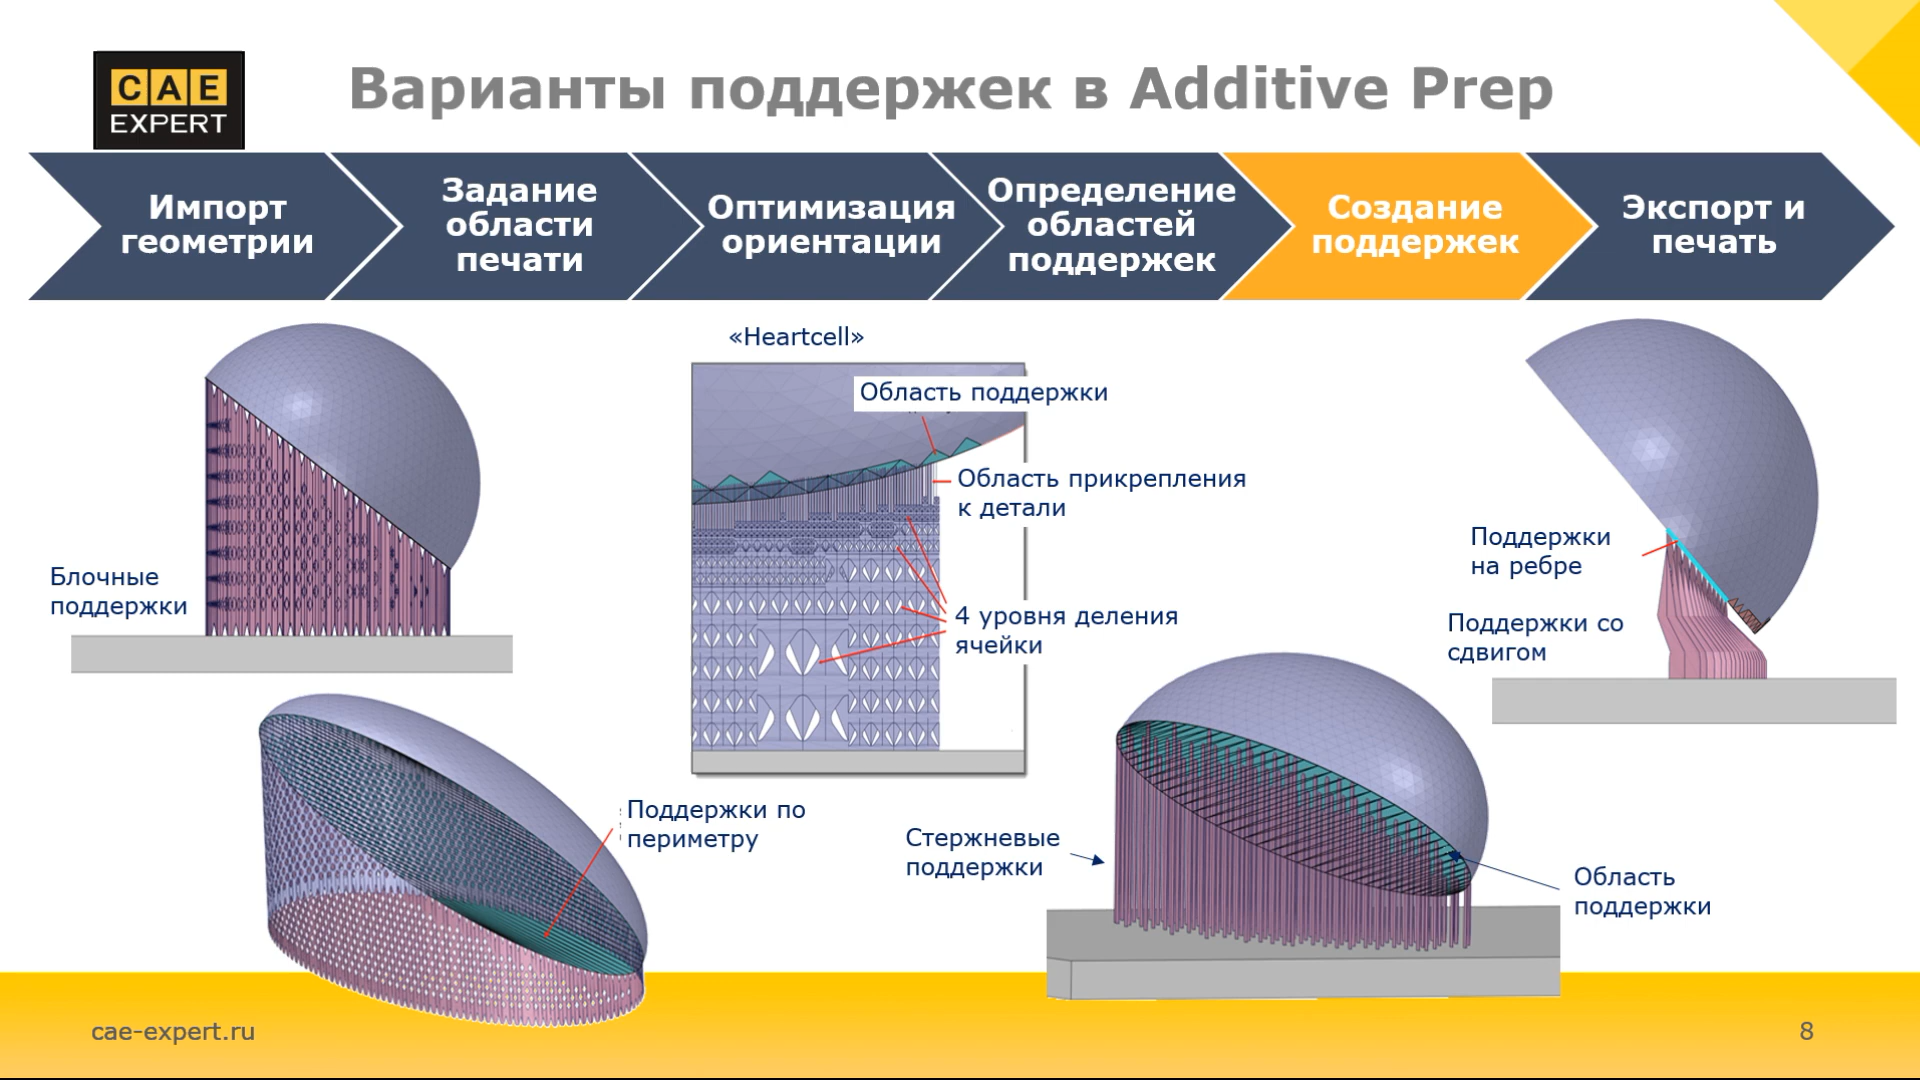 CAE
EXPERT
Варианты поддержек в Additive Prep
Импорт
геометрии
Задание
области
печати
Оптимизация
ориентации
Определение
областей
поддержек
Создание
поддержек
Экспорт и
печать
Блочные
поддержки
«Heartcell»
Область поддержки
Область прикрепления
к детали
4 уровня деления
ячейки
Поддержки
на ребре
Поддержки со
сдвигом
Поддержки по
периметру
Стержневые
поддержки
Область
поддержки
cae-expert.ru
8